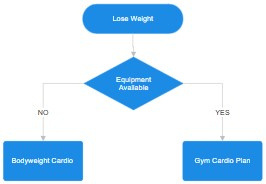 Lose Weight
Equipment
Available
NO
YES
Bodyweight Cardio
Gym Cardio Plan